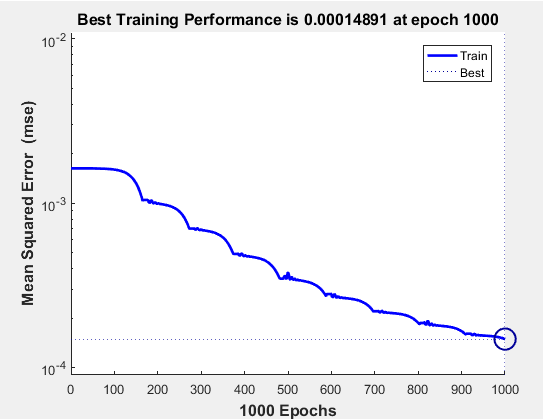 Best Training Performance is 0.00014891 at epoch 1000
Train
Best
Mean Squared Error (mse)
10-2
10-3
10-4
0 100 200 300 400 500 600 700 800 900 1000
1000 Epochs